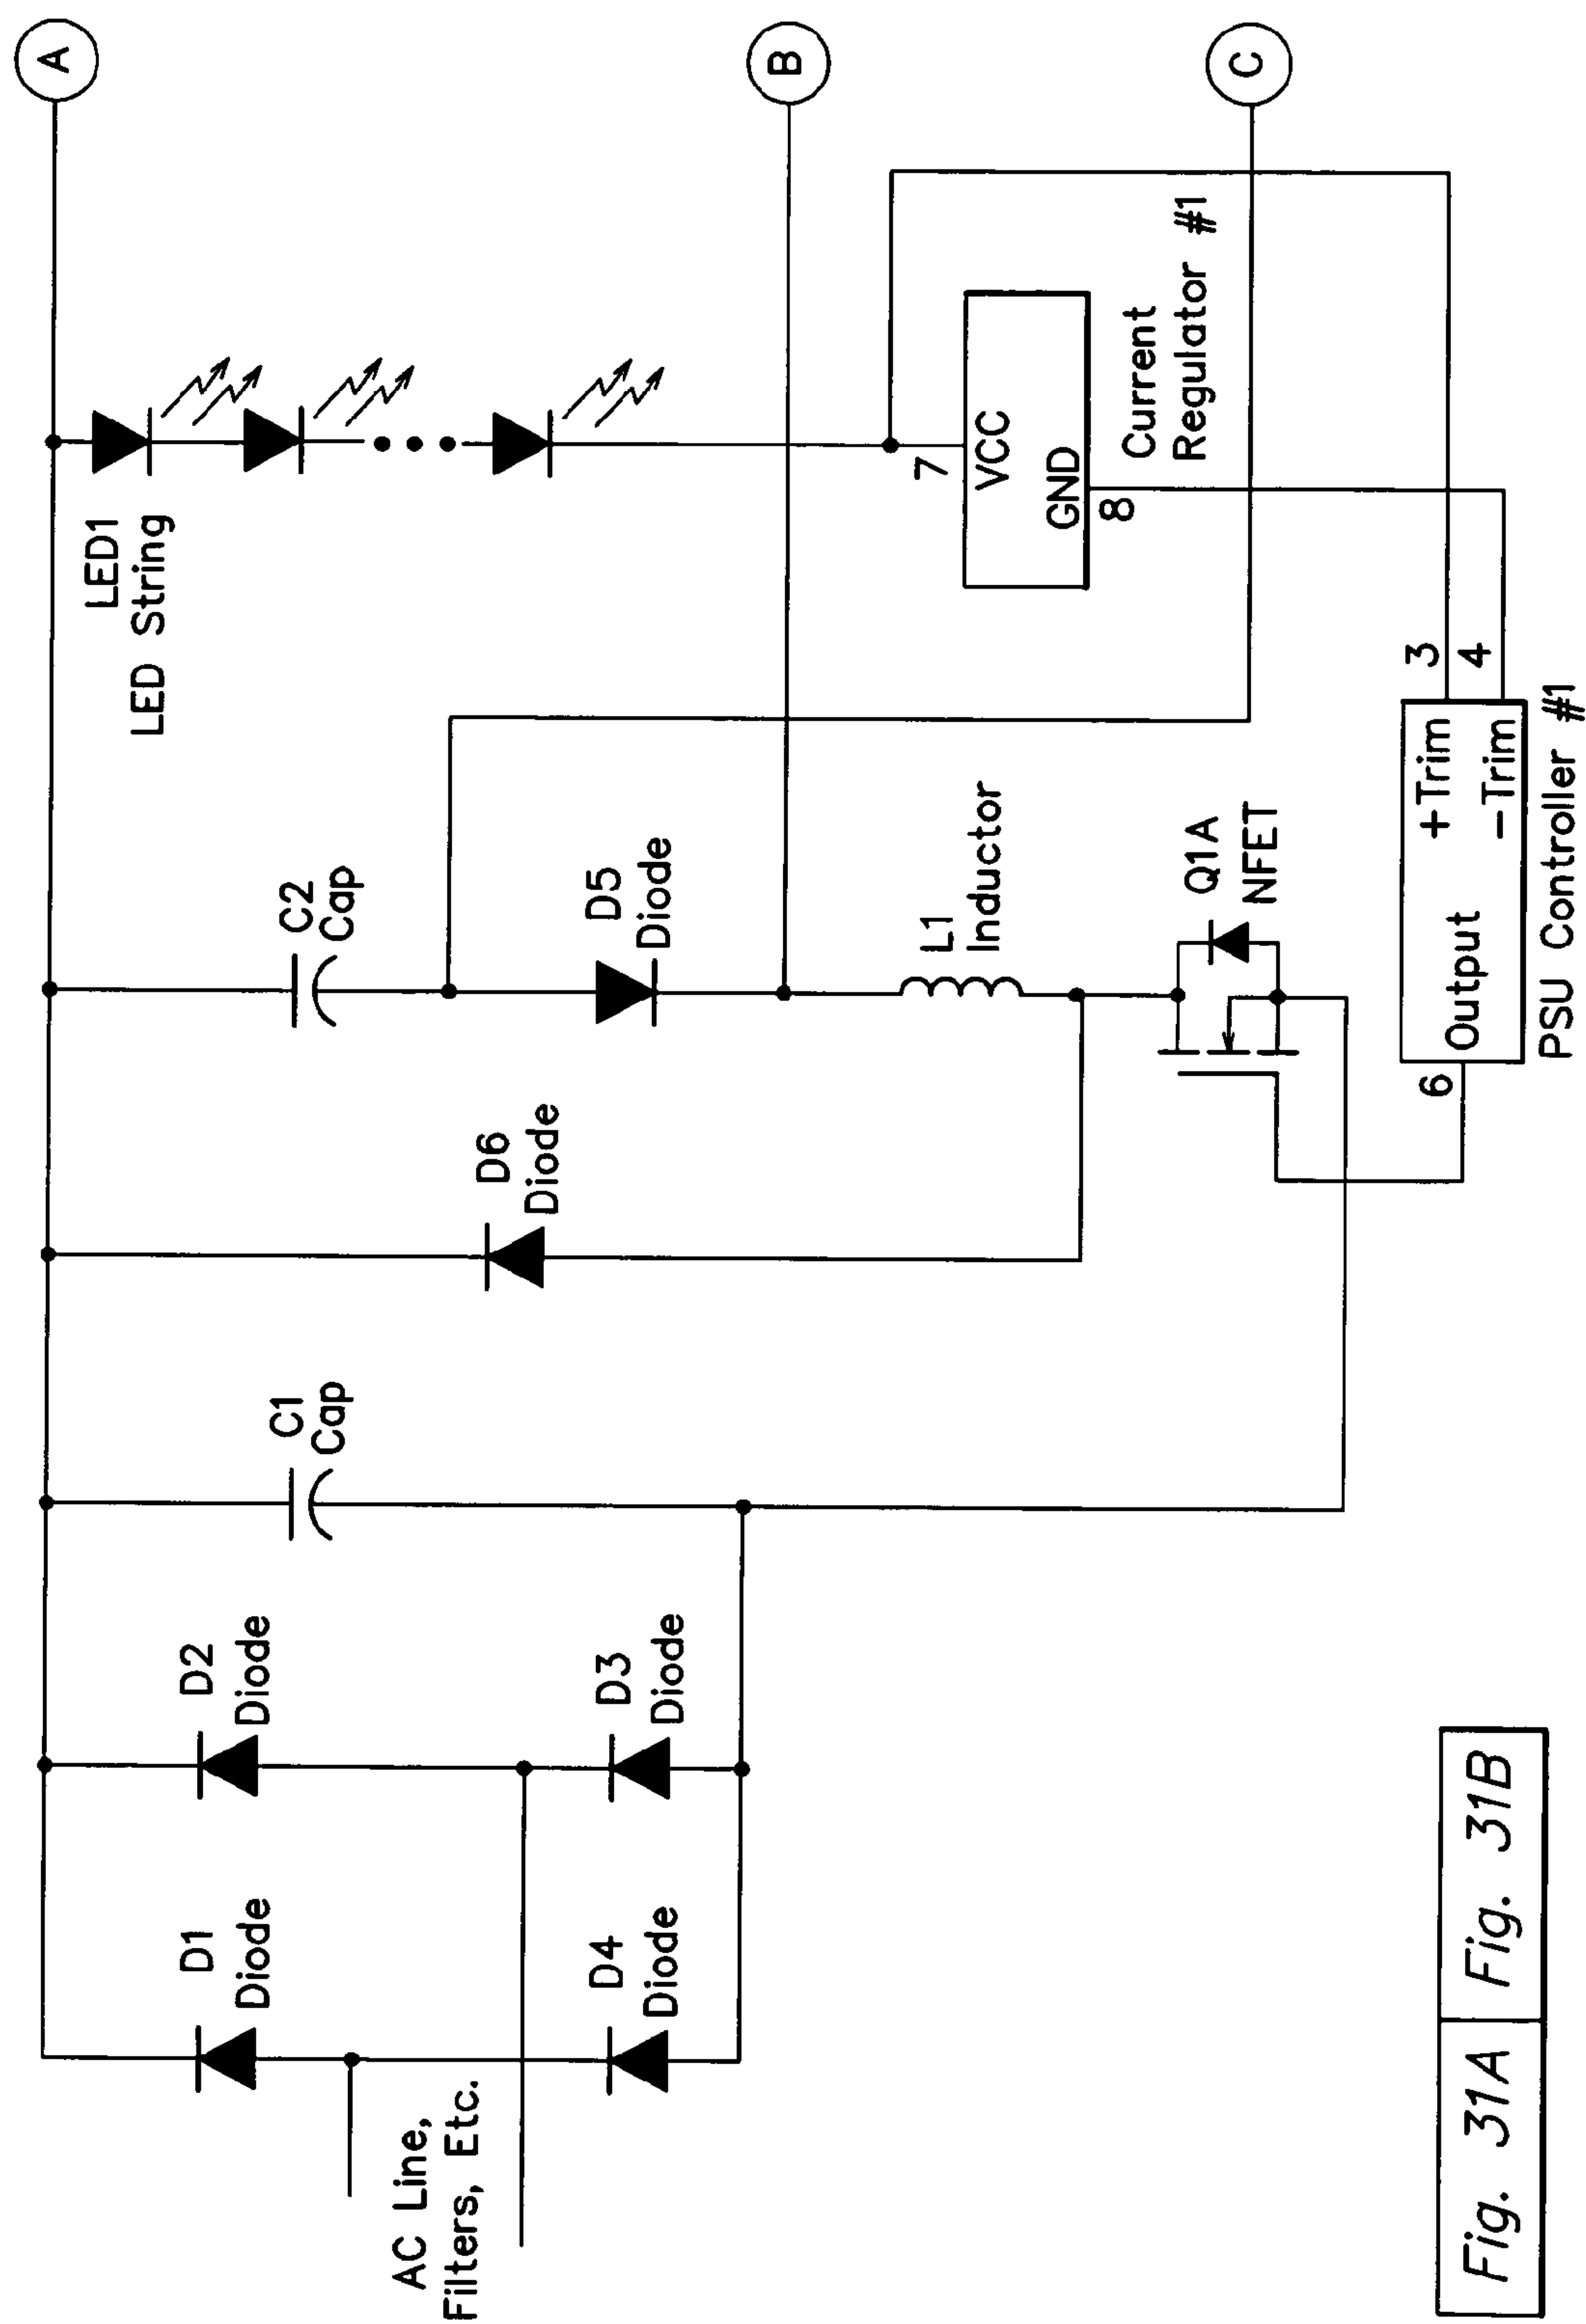 A
B
C
LED1
LED String
C2
Cap
D5
Diode
D6
Diode
C1
Cap
D2
Diode
D1
Diode
D3
Diode
D4
Diode
AC Line,
Filters, Etc.
L1
Inductor
Q1A
NFET
7
VCC
GND
8
Current
Regulator #1
3
4
+Trim
-Trim
Output
6
PSU Controller #1
Fig. 31A
Fig. 31B